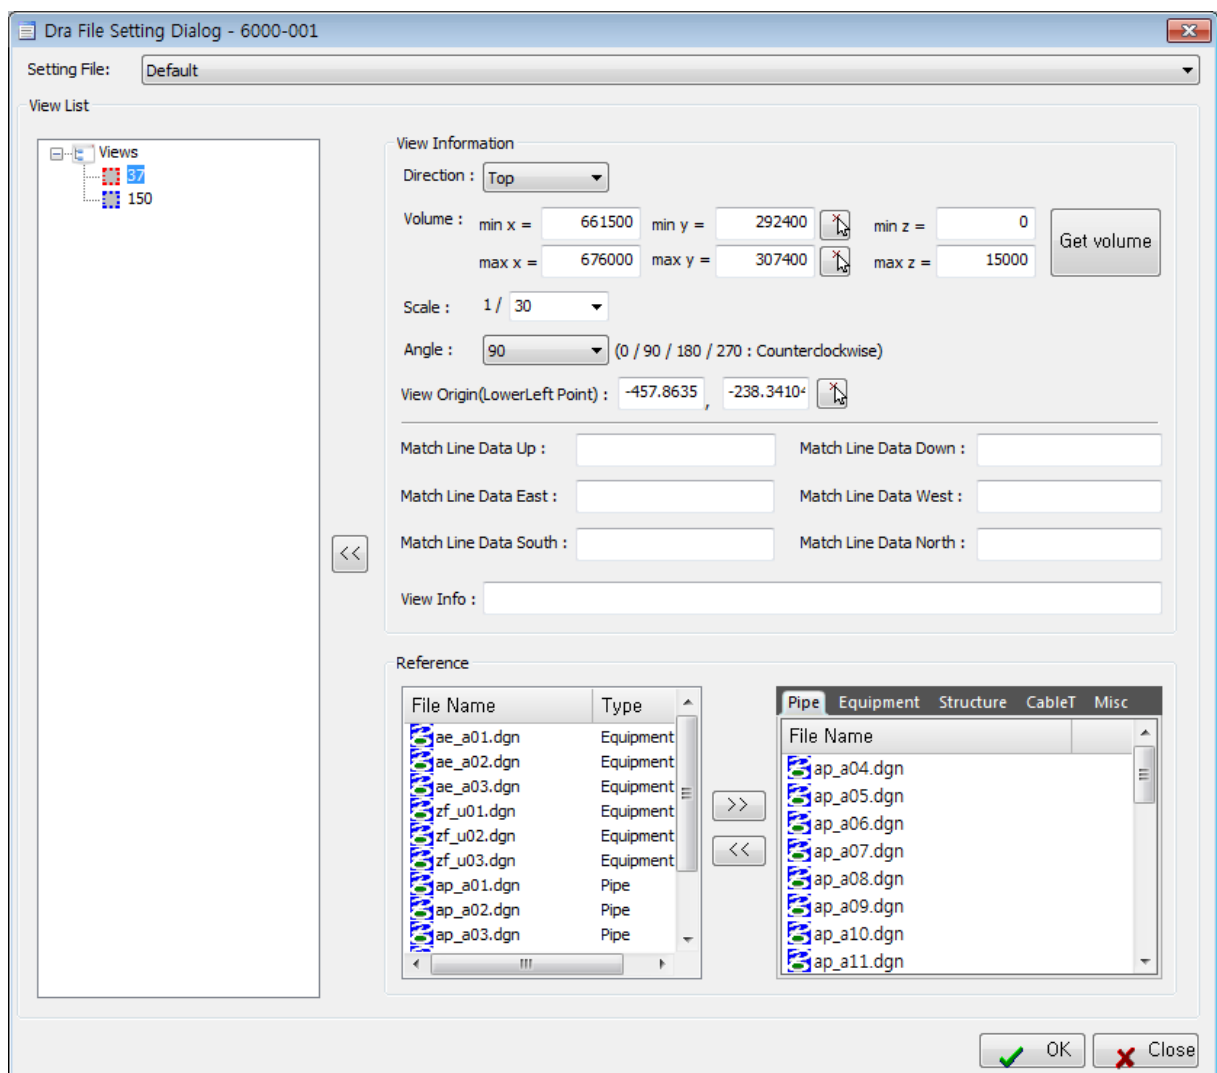 Dra File Setting Dialog - 6000-001
Setting File: Default
View List
Views
37
150
View Information
Direction : Top
Volume : min x = 661500 min y = 292400 min z = 0
max x = 676000 max y = 307400 max z = 15000
Get volume
Scale : 1 / 30
Angle : 90 (0 / 90 / 180 / 270 : Counterclockwise)
View Origin(LowerLeft Point) : -457.8635 , -238.3410
Match Line Data Up : Match Line Data Down :
Match Line Data East : Match Line Data West :
<<
Match Line Data South : Match Line Data North :
View Info :
Reference
File Name Type
ae_a01.dgn Equipment
ae_a02.dgn Equipment
ae_a03.dgn Equipment
zf_u01.dgn Equipment
zf_u02.dgn Equipment
zf_u03.dgn Equipment
ap_a01.dgn Pipe
ap_a02.dgn Pipe
ap_a03.dgn Pipe
>>
<<
Pipe Equipment Structure CableT Misc
File Name
ap_a04.dgn
ap_a05.dgn
ap_a06.dgn
ap_a07.dgn
ap_a08.dgn
ap_a09.dgn
ap_a10.dgn
ap_a11.dgn
OK Close